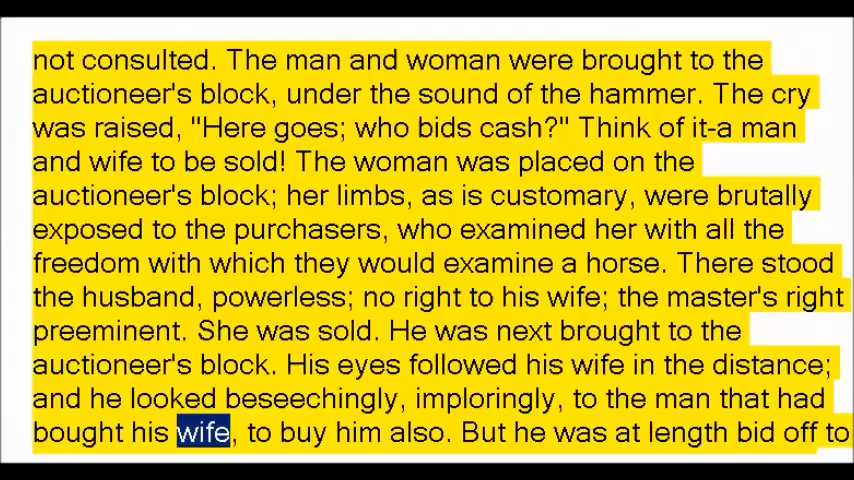 not consulted. The man and woman were brought to the
auctioneer's block, under the sound of the hammer. The cry
was raised, "Here goes; who bids cash?" Think of it-a man
and wife to be sold! The woman was placed on the
auctioneer's block; her limbs, as is customary, were brutally
exposed to the purchasers, who examined her with all the
freedom with which they would examine a horse. There stood
the husband, powerless; no right to his wife; the master's right
preeminent. She was sold. He was next brought to the
auctioneer's block. His eyes followed his wife in the distance;
and he looked beseechingly, imploringly, to the man that had
bought his wife, to buy him also. But he was at length bid off to